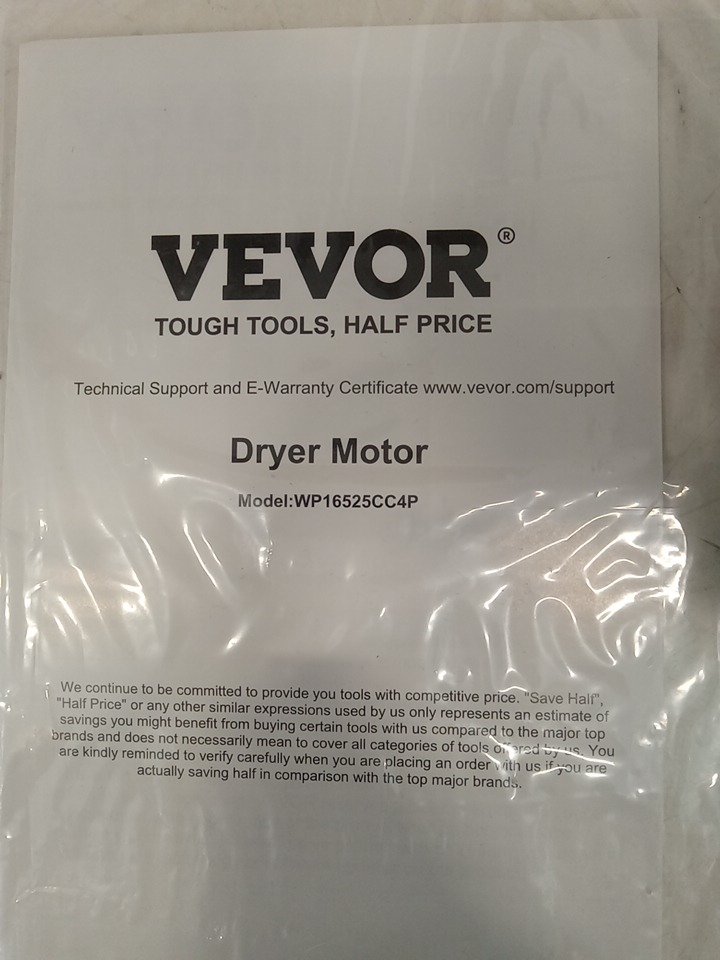 VEVOR®
TOUGH TOOLS, HALF PRICE
Technical Support and E-Warranty Certificate www.vevor.com/support
Dryer Motor
Model:WP16525CC4P
We continue to be committed to provide you tools with competitive price. "Save Half",
"Half Price" or any other similar expressions used by us only represents an estimate of
savings you might benefit from buying certain tools with us compared to the major top
brands and does not necessarily mean to cover all categories of tools offered by us. You
are kindly reminded to verify carefully when you are placing an order with us if you are
actually saving half in comparison with the top major brands.